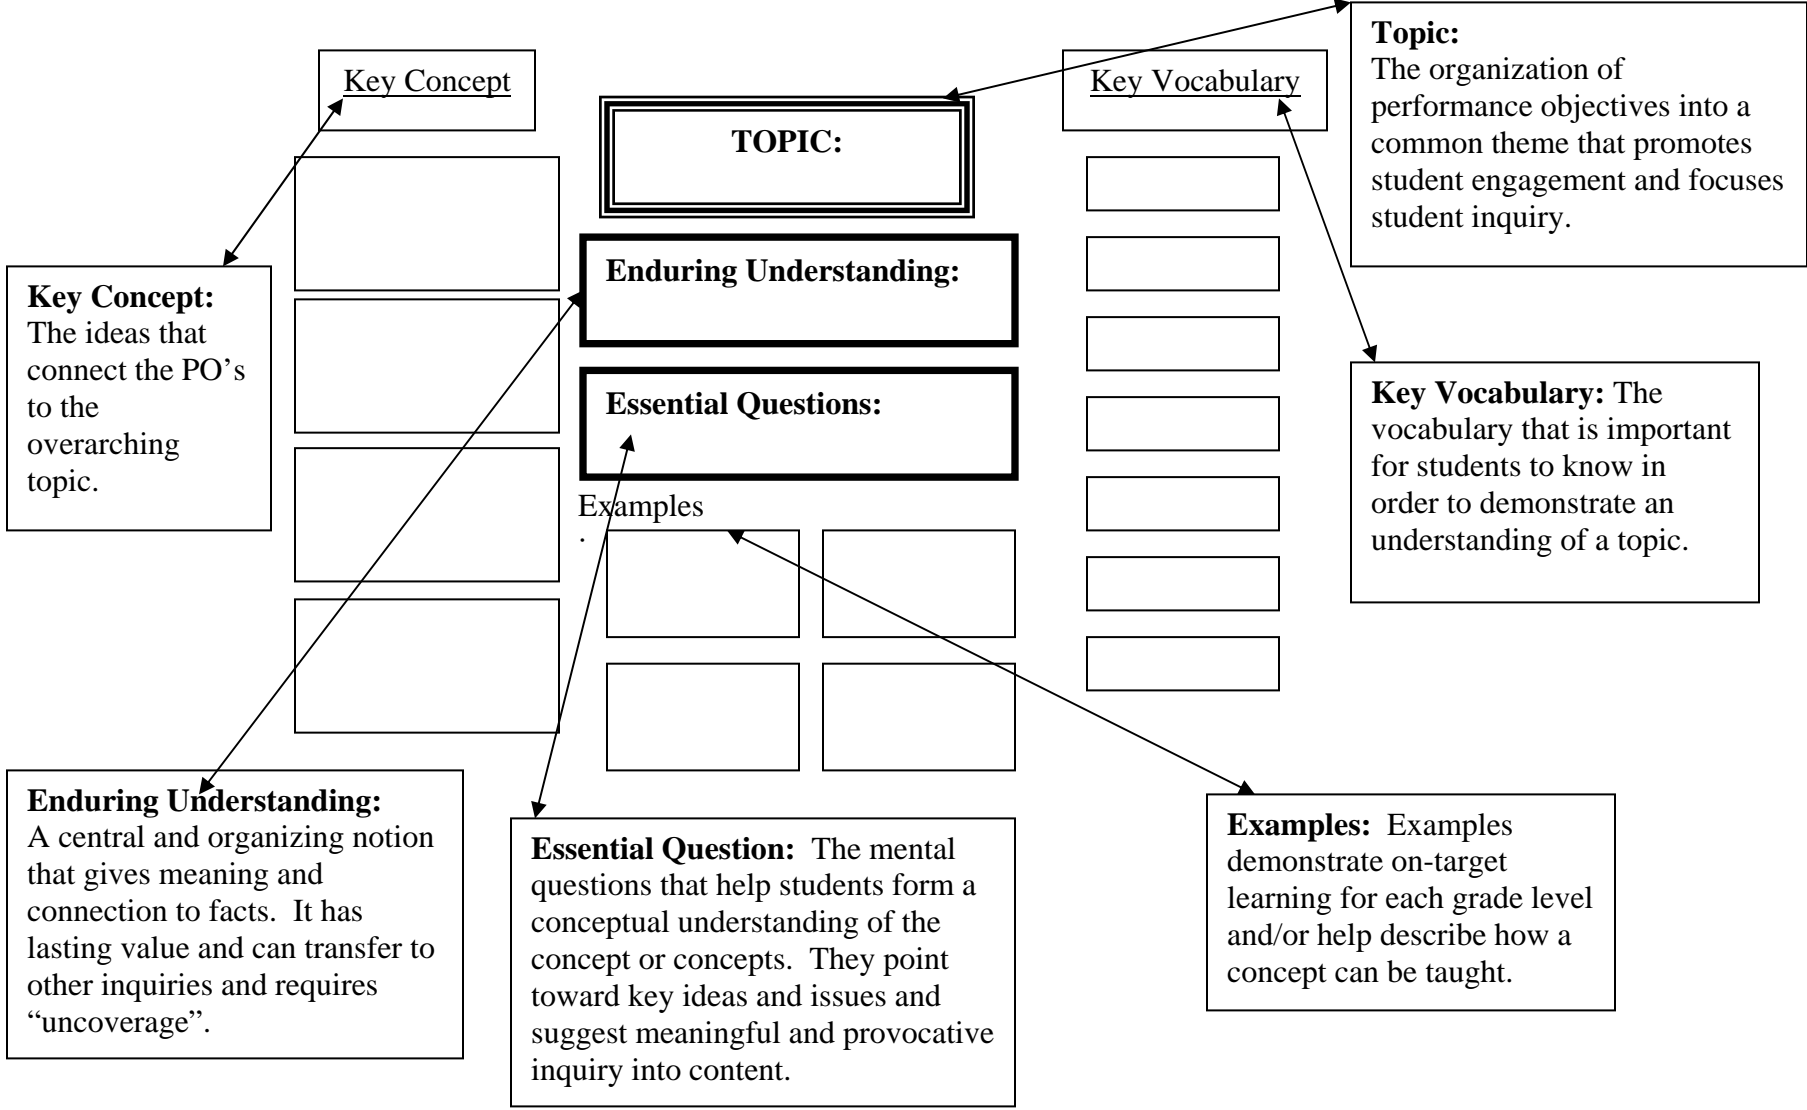 Key Concept
TOPIC:
Key Vocabulary
Topic:
The organization of
performance objectives into a
common theme that promotes
student engagement and focuses
student inquiry.
Enduring Understanding:
Key Concept:
The ideas that
connect the PO’s
to the
overarching
topic.
Essential Questions:
Key Vocabulary: The
vocabulary that is important
for students to know in
order to demonstrate an
understanding of a topic.
Examples
.
Enduring Understanding:
A central and organizing notion
that gives meaning and
connection to facts. It has
lasting value and can transfer to
other inquiries and requires
“uncoverage”.
Essential Question: The mental
questions that help students form a
conceptual understanding of the
concept or concepts. They point
toward key ideas and issues and
suggest meaningful and provocative
inquiry into content.
Examples: Examples
demonstrate on-target
learning for each grade level
and/or help describe how a
concept can be taught.